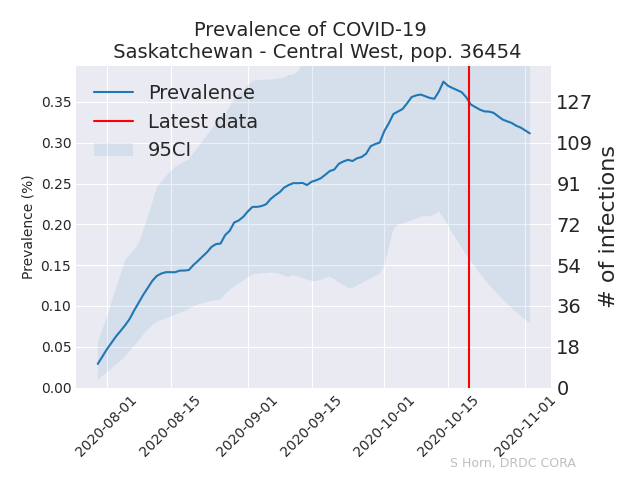 Prevalence of COVID-19
Saskatchewan - Central West, pop. 36454
Prevalence
Latest data
95CI
Prevalence (%)
0.35
0.30
0.25
0.20
0.15
0.10
0.05
0.00
127
109
91
72
54
36
18
0
# of infections
2020-08-01
2020-08-15
2020-09-01
2020-09-15
2020-10-01
2020-10-15
2020-11-01
S Horn, DRDC CORA